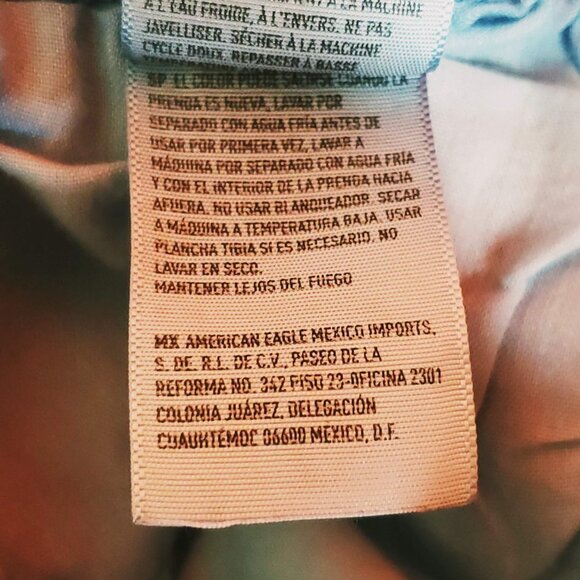 À LA MACHINE
À L'EAU FROIDE, À L'ENVERS. NE PAS
JAVELLISER. SÉCHER À LA MACHINE
CYCLE DOUX. REPASSER À BASSE
SP EL COLOR PUEDE CUANDO LA
PRENDA ES NUEVA, LAVAR POR
SEPARADO CON AGUA FRÍA ANTES DE
USAR POR PRIMERA VEZ. LAVAR A
MÁQUINA POR SEPARADO CON AGUA FRIA
Y CON EL INTERIOR DE LA PRENDA HACIA
AFUERA. NO USAR BLANQUEADOR. SECAR
A MÁQUINA A TEMPERATURA BAJA. USAR
PLANCHA TIBIA SI ES NECESARIO. NO
LAVAR EN SECO.
MANTENER LEJOS DEL FUEGO
MX AMERICAN EAGLE MEXICO IMPORTS,
S. DE. R.L. DE C.V., PASEO DE LA
REFORMA NO. 342 PISO 23-OFICINA 2301
COLONIA JUÁREZ, DELEGACIÓN
CUAUHTÉMOC 06600 MEXICO, D.F.